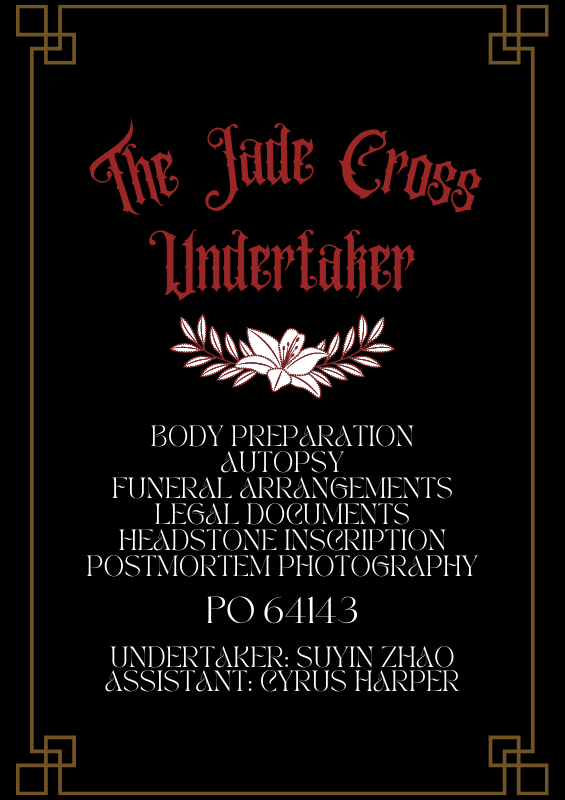 The Jade Cross
Undertaker
BODY PREPARATION
AUTOPSY
FUNERAL ARRANGEMENTS
LEGAL DOCUMENTS
HEADSTONE INSCRIPTION
POSTMORTEM PHOTOGRAPHY
PO 64143
UNDERTAKER: SUYIN ZHAO
ASSISTANT: CYRUS HARPER